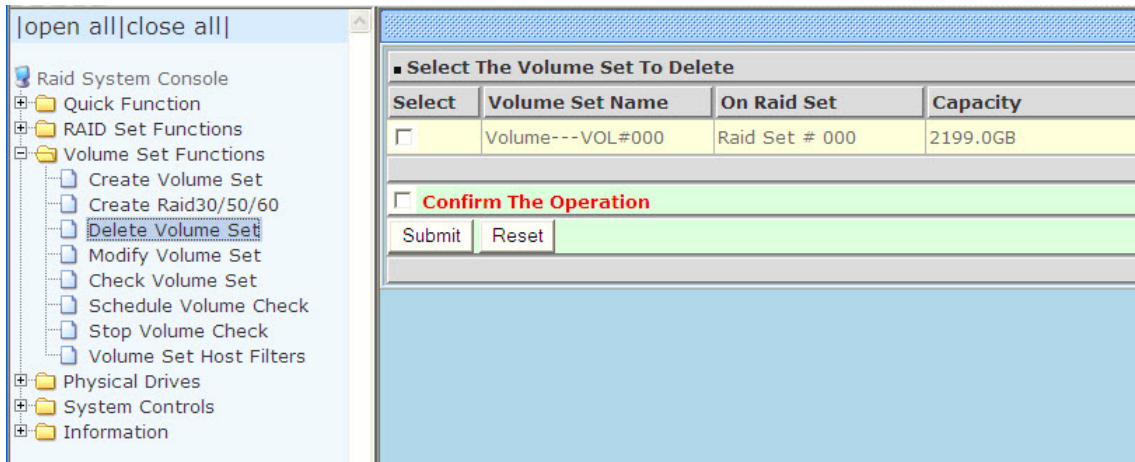 |open all|close all|
Raid System Console
Quick Function
RAID Set Functions
Volume Set Functions
Create Volume Set
Create Raid30/50/60
Delete Volume Set
Modify Volume Set
Check Volume Set
Schedule Volume Check
Stop Volume Check
Volume Set Host Filters
Physical Drives
System Controls
Information
Select The Volume Set To Delete
Select Volume Set Name On Raid Set Capacity
Volume---VOL#000 Raid Set # 000 2199.0GB
Confirm The Operation
Submit Reset